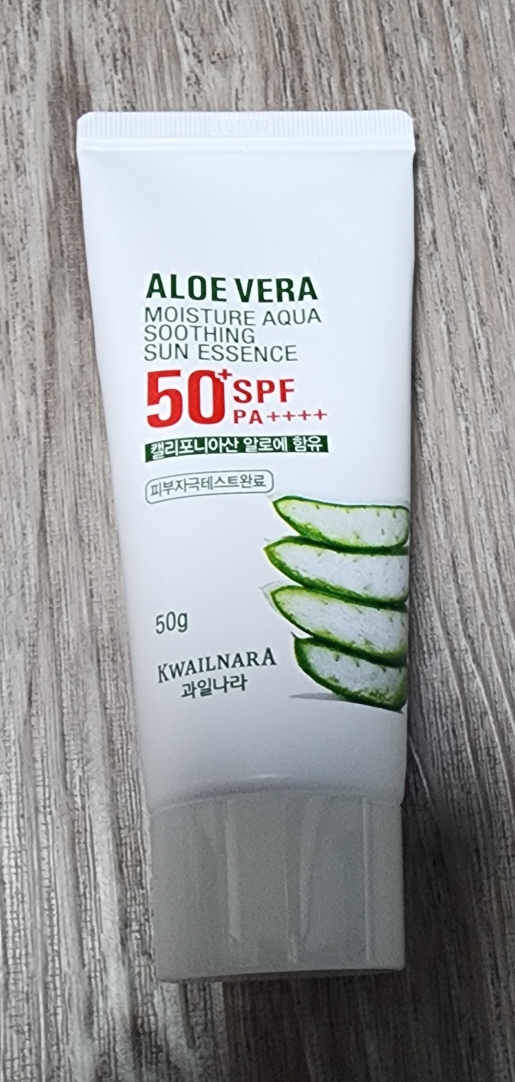 ALOE VERA
MOISTURE AQUA
SOOTHING
SUN ESSENCE
50+ SPF
PA++++
캘리포니아산 알로에 함유
피부자극테스트완료
50g
KWAILNARA
과일나라